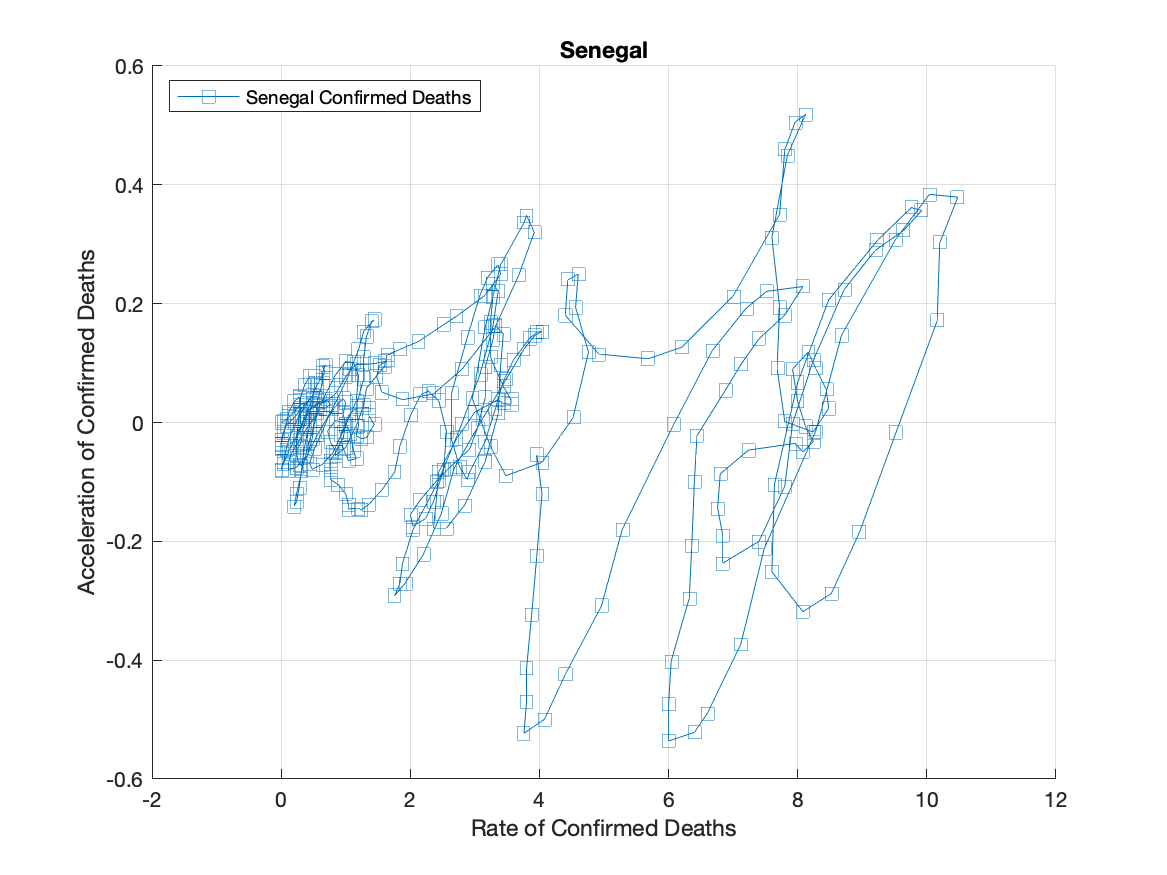 Senegal
0.6
Senegal Confirmed Deaths
0.4
0.2
0
-0.2
-0.4
-0.6
Acceleration of Confirmed Deaths
-2 0 2 4 6 8 10 12
Rate of Confirmed Deaths